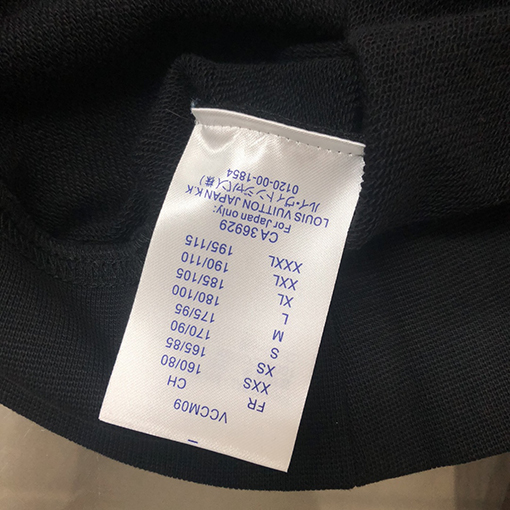 VCCM09
FR CH
XXS 160/80
XS 165/85
S 170/90
M 175/95
L 180/100
XL 185/105
XXL 190/110
XXXL 195/115
CA 36929
For Japan only:
LOUIS VUITTON JAPAN K.K
ルイ・ヴィトンジャパン(株)
0120-00-1854